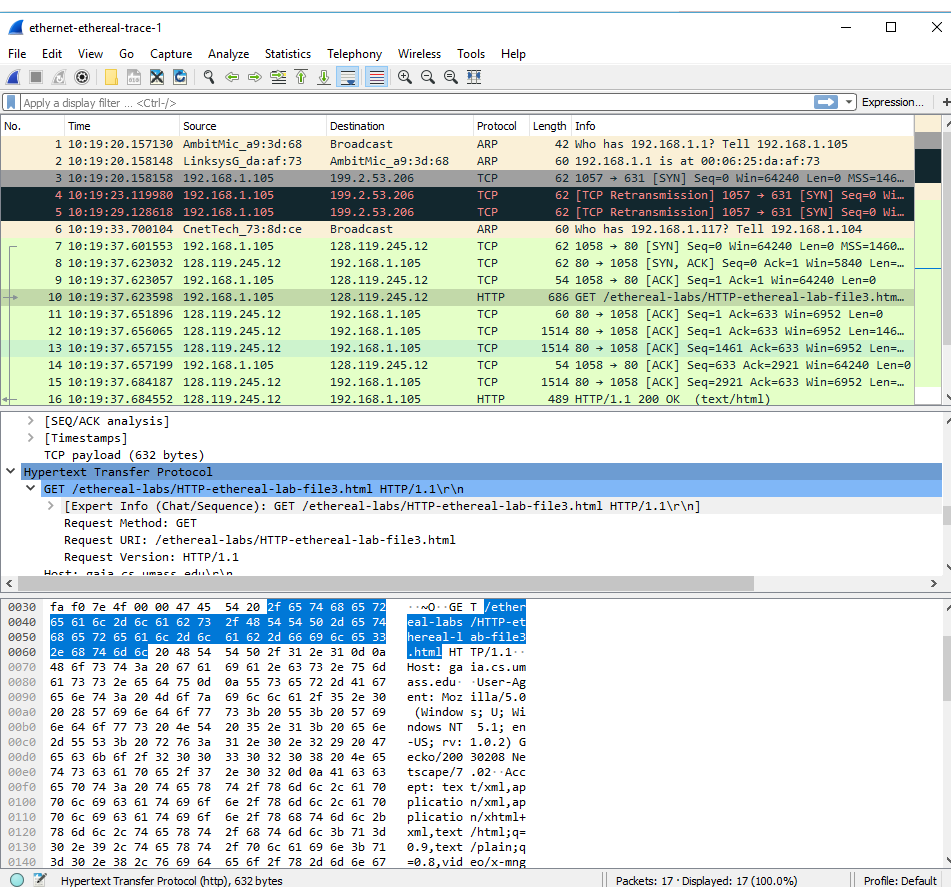 ethernet-ethereal-trace-1
File Edit View Go Capture Analyze Statistics Telephony Wireless Tools Help
Apply a display filter ... <Ctrl-/> Expression... +
No. Time Source Destination Protocol Length Info
1 10:19:20.157130 AmbitMic_a9:3d:68 Broadcast ARP 42 Who has 192.168.1.1? Tell 192.168.1.105
2 10:19:20.158148 LinksysG_da:af:73 AmbitMic_a9:3d:68 ARP 60 192.168.1.1 is at 00:06:25:da:af:73
3 10:19:20.158158 192.168.1.105 199.2.53.206 TCP 62 1057 → 631 [SYN] Seq=0 Win=64240 Len=0 MSS=146…
4 10:19:23.119980 192.168.1.105 199.2.53.206 TCP 62 [TCP Retransmission] 1057 → 631 [SYN] Seq=0 Wi…
5 10:19:29.128618 192.168.1.105 199.2.53.206 TCP 62 [TCP Retransmission] 1057 → 631 [SYN] Seq=0 Wi…
6 10:19:33.700104 CnetTech_73:8d:ce Broadcast ARP 60 Who has 192.168.1.117? Tell 192.168.1.104
7 10:19:37.601553 192.168.1.105 128.119.245.12 TCP 62 1058 → 80 [SYN] Seq=0 Win=64240 Len=0 MSS=1460…
8 10:19:37.623032 128.119.245.12 192.168.1.105 TCP 62 80 → 1058 [SYN, ACK] Seq=0 Ack=1 Win=5840 Len=…
9 10:19:37.623057 192.168.1.105 128.119.245.12 TCP 54 1058 → 80 [ACK] Seq=1 Ack=1 Win=64240 Len=0
10 10:19:37.623598 192.168.1.105 128.119.245.12 HTTP 686 GET /ethereal-labs/HTTP-ethereal-lab-file3.htm…
11 10:19:37.651896 128.119.245.12 192.168.1.105 TCP 60 80 → 1058 [ACK] Seq=1 Ack=633 Win=6952 Len=0
12 10:19:37.656065 128.119.245.12 192.168.1.105 TCP 1514 80 → 1058 [ACK] Seq=1 Ack=633 Win=6952 Len=146…
13 10:19:37.657155 128.119.245.12 192.168.1.105 TCP 1514 80 → 1058 [ACK] Seq=1461 Ack=633 Win=6952 Len=…
14 10:19:37.657199 192.168.1.105 128.119.245.12 TCP 54 1058 → 80 [ACK] Seq=633 Ack=2921 Win=64240 Len=0
15 10:19:37.684187 128.119.245.12 192.168.1.105 TCP 1514 80 → 1058 [ACK] Seq=2921 Ack=633 Win=6952 Len=…
16 10:19:37.684552 128.119.245.12 192.168.1.105 HTTP 489 HTTP/1.1 200 OK (text/html)
[SEQ/ACK analysis]
[Timestamps]
TCP payload (632 bytes)
Hypertext Transfer Protocol
GET /ethereal-labs/HTTP-ethereal-lab-file3.html HTTP/1.1\r\n
[Expert Info (Chat/Sequence): GET /ethereal-labs/HTTP-ethereal-lab-file3.html HTTP/1.1\r\n]
Request Method: GET
Request URI: /ethereal-labs/HTTP-ethereal-lab-file3.html
Request Version: HTTP/1.1
Host: gaia.cs.umass.edu\r\n
0030 fa f0 7e 4f 00 00 47 45 54 20 2f 65 74 68 65 72 ··~O··GE T /ether
0040 65 61 6c 2d 6c 61 62 73 2f 48 54 54 50 2d 65 74 eal-labs /HTTP-et
0050 68 65 72 65 61 6c 2d 6c 61 62 2d 66 69 6c 65 33 hereal-l ab-file3
0060 2e 68 74 6d 6c 20 48 54 54 50 2f 31 2e 31 0d 0a .html HT TP/1.1··
0070 48 6f 73 74 3a 20 67 61 69 61 2e 63 73 2e 75 6d Host: ga ia.cs.um
0080 61 73 73 2e 65 64 75 0d 0a 55 73 65 72 2d 41 67 ass.edu· ·User-Ag
0090 65 6e 74 3a 20 4d 6f 7a 69 6c 6c 61 2f 35 2e 30 ent: Moz illa/5.0
00a0 20 28 57 69 6e 64 6f 77 73 3b 20 55 3b 20 57 69 (Window s; U; Wi
00b0 6e 64 6f 77 73 20 4e 54 20 35 2e 31 3b 20 65 6e ndows NT 5.1; en
00c0 2d 55 53 3b 20 72 76 3a 31 2e 30 2e 32 29 20 47 -US; rv: 1.0.2) G
00d0 65 63 6b 6f 2f 32 30 30 33 30 32 30 38 20 4e 65 ecko/200 30208 Ne
00e0 74 73 63 61 70 65 2f 37 2e 30 32 0d 0a 41 63 63 tscape/7 .02··Acc
00f0 65 70 74 3a 20 74 65 78 74 2f 78 6d 6c 2c 61 70 ept: tex t/xml,ap
0100 70 6c 69 63 61 74 69 6f 6e 2f 78 6d 6c 2c 61 70 plicatio n/xml,ap
0110 70 6c 69 63 61 74 69 6f 6e 2f 78 68 74 6d 6c 2b plicatio n/xhtml+
0120 78 6d 6c 2c 74 65 78 74 2f 68 74 6d 6c 3b 71 3d xml,text /html;q=
0130 30 2e 39 2c 74 65 78 74 2f 70 6c 61 69 6e 3b 71 0.9,text /plain;q
0140 3d 30 2e 38 2c 76 69 64 65 6f 2f 78 2d 6d 6e 67 =0.8,vid eo/x-mng
Hypertext Transfer Protocol (http), 632 bytes Packets: 17 · Displayed: 17 (100.0%) Profile: Default